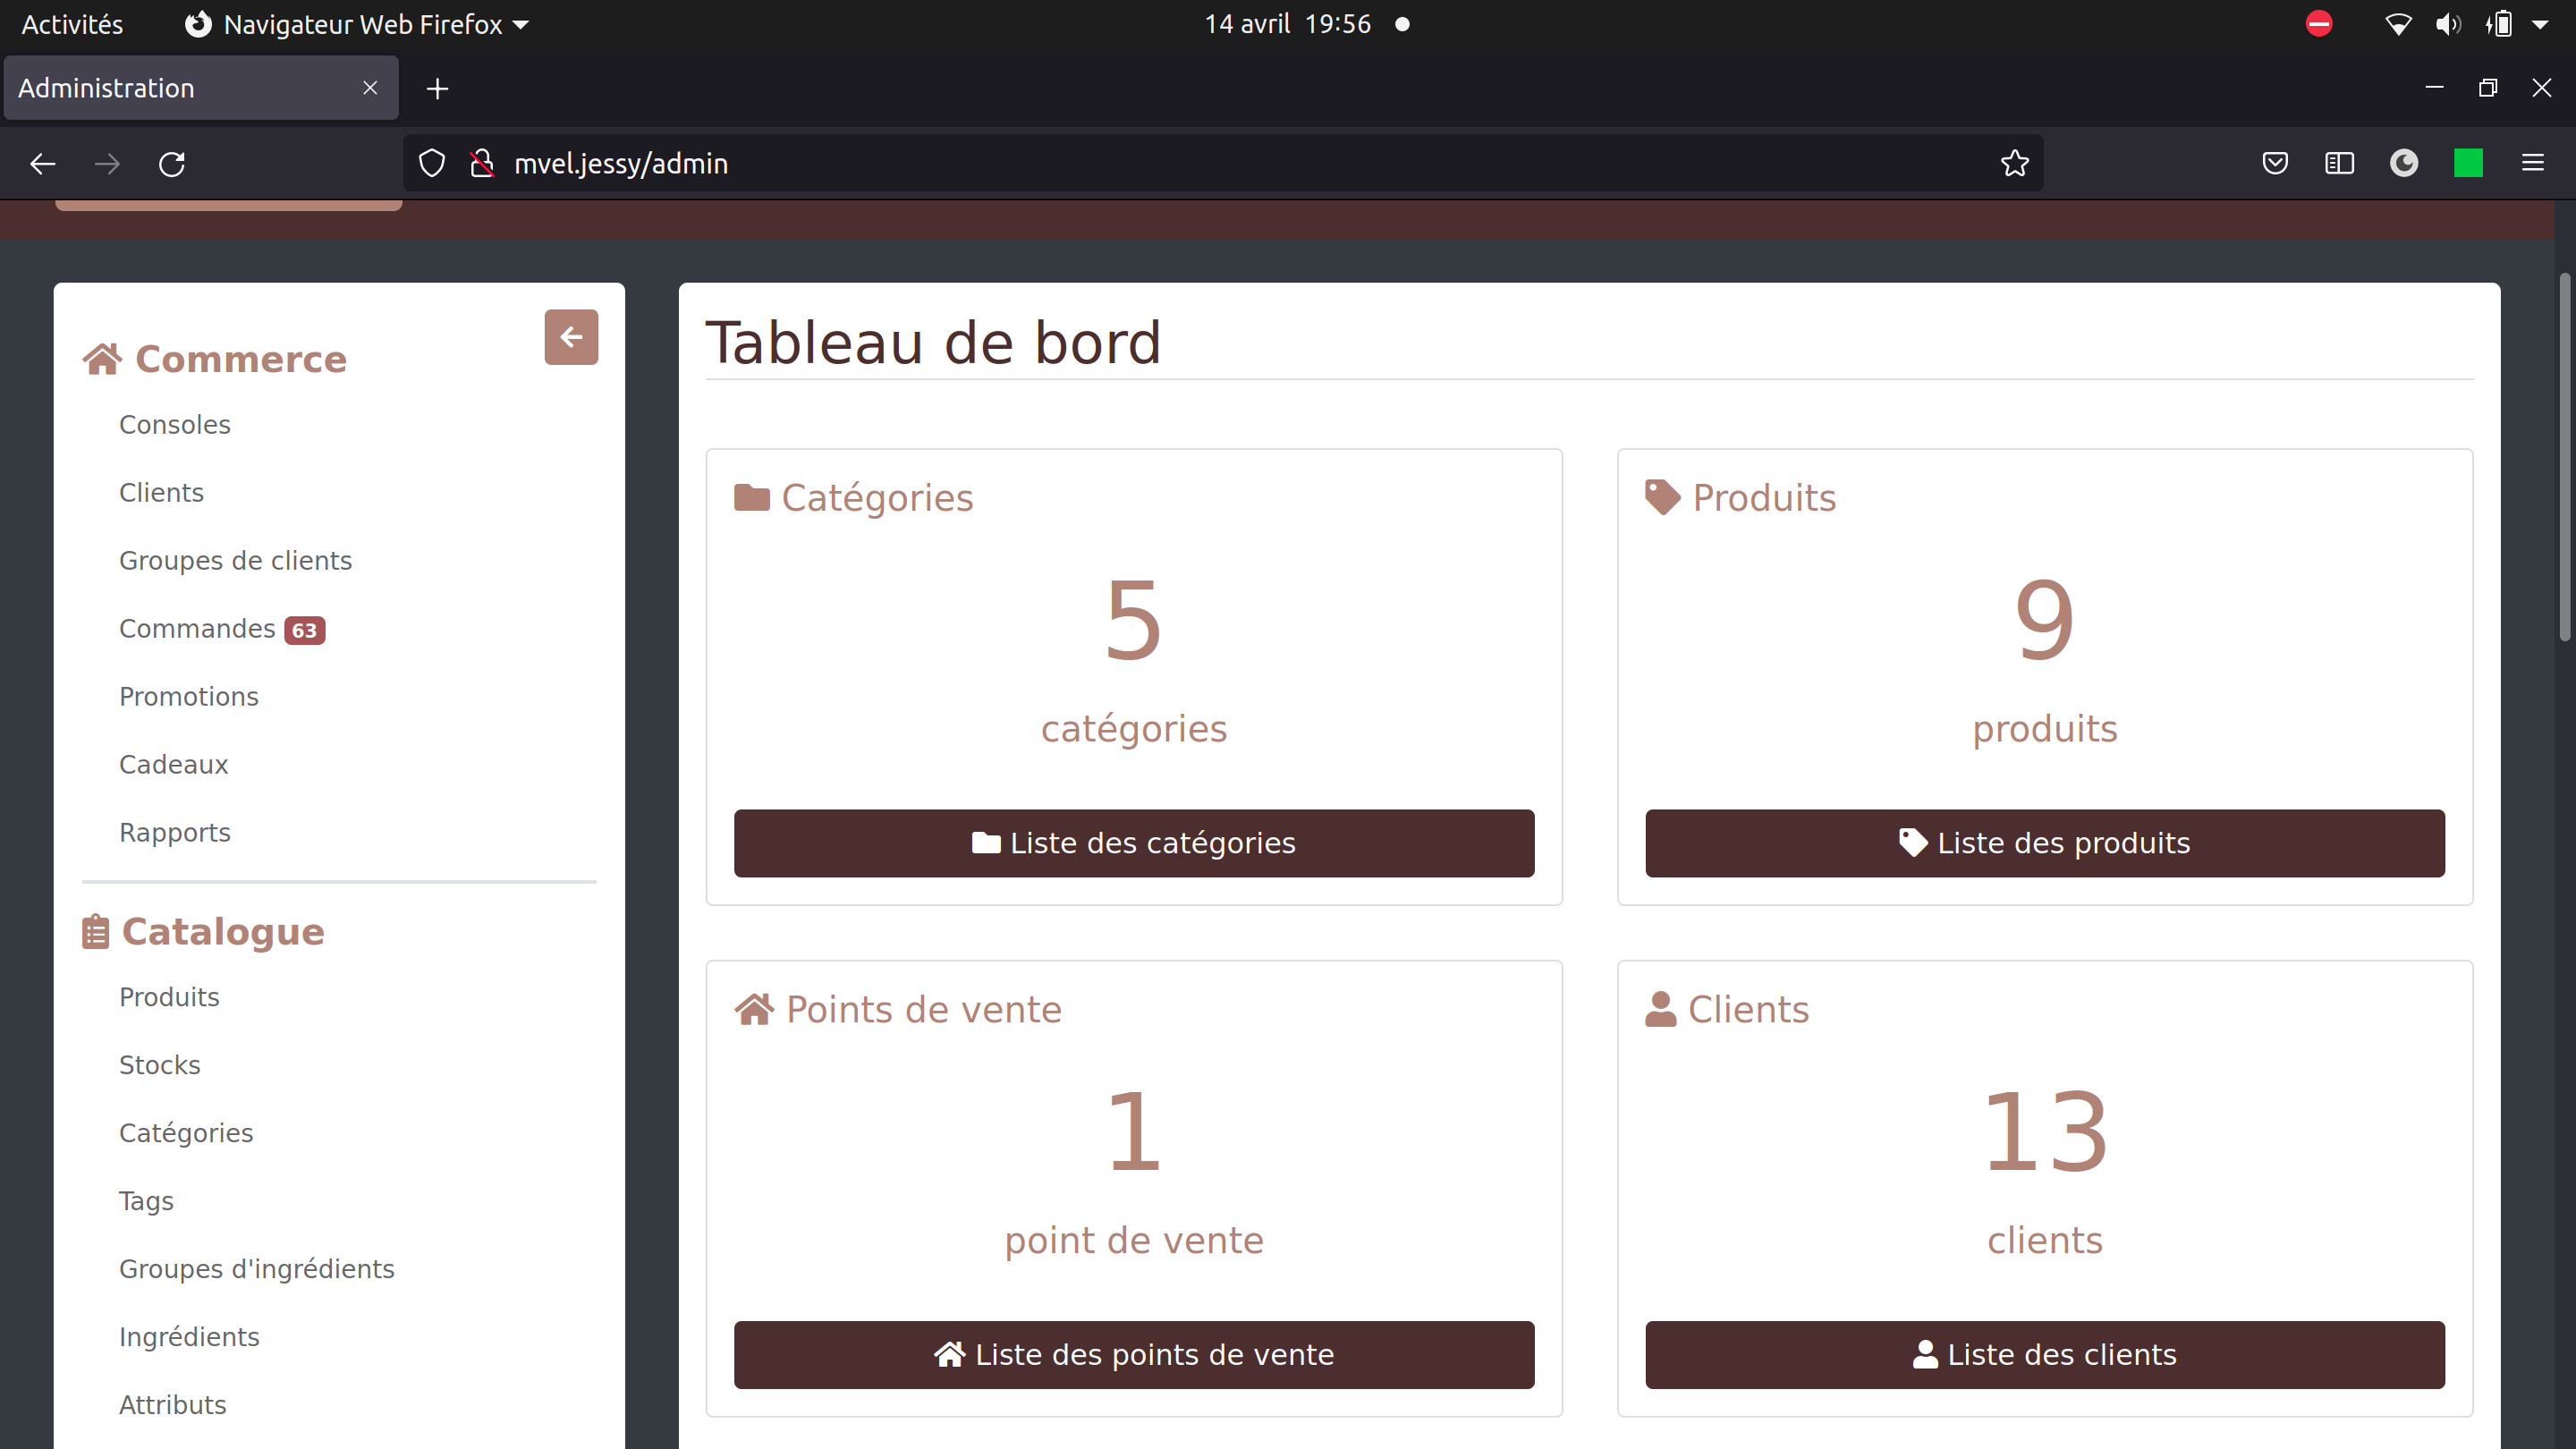 Activités
Navigateur Web Firefox
14 avril 19:56
Administration
mvel.jessy/admin
Commerce
Consoles
Clients
Groupes de clients
Commandes 63
Promotions
Cadeaux
Rapports
Catalogue
Produits
Stocks
Catégories
Tags
Groupes d'ingrédients
Ingrédients
Attributs
Tableau de bord
Catégories
5
catégories
Liste des catégories
Produits
9
produits
Liste des produits
Points de vente
1
point de vente
Liste des points de vente
Clients
13
clients
Liste des clients